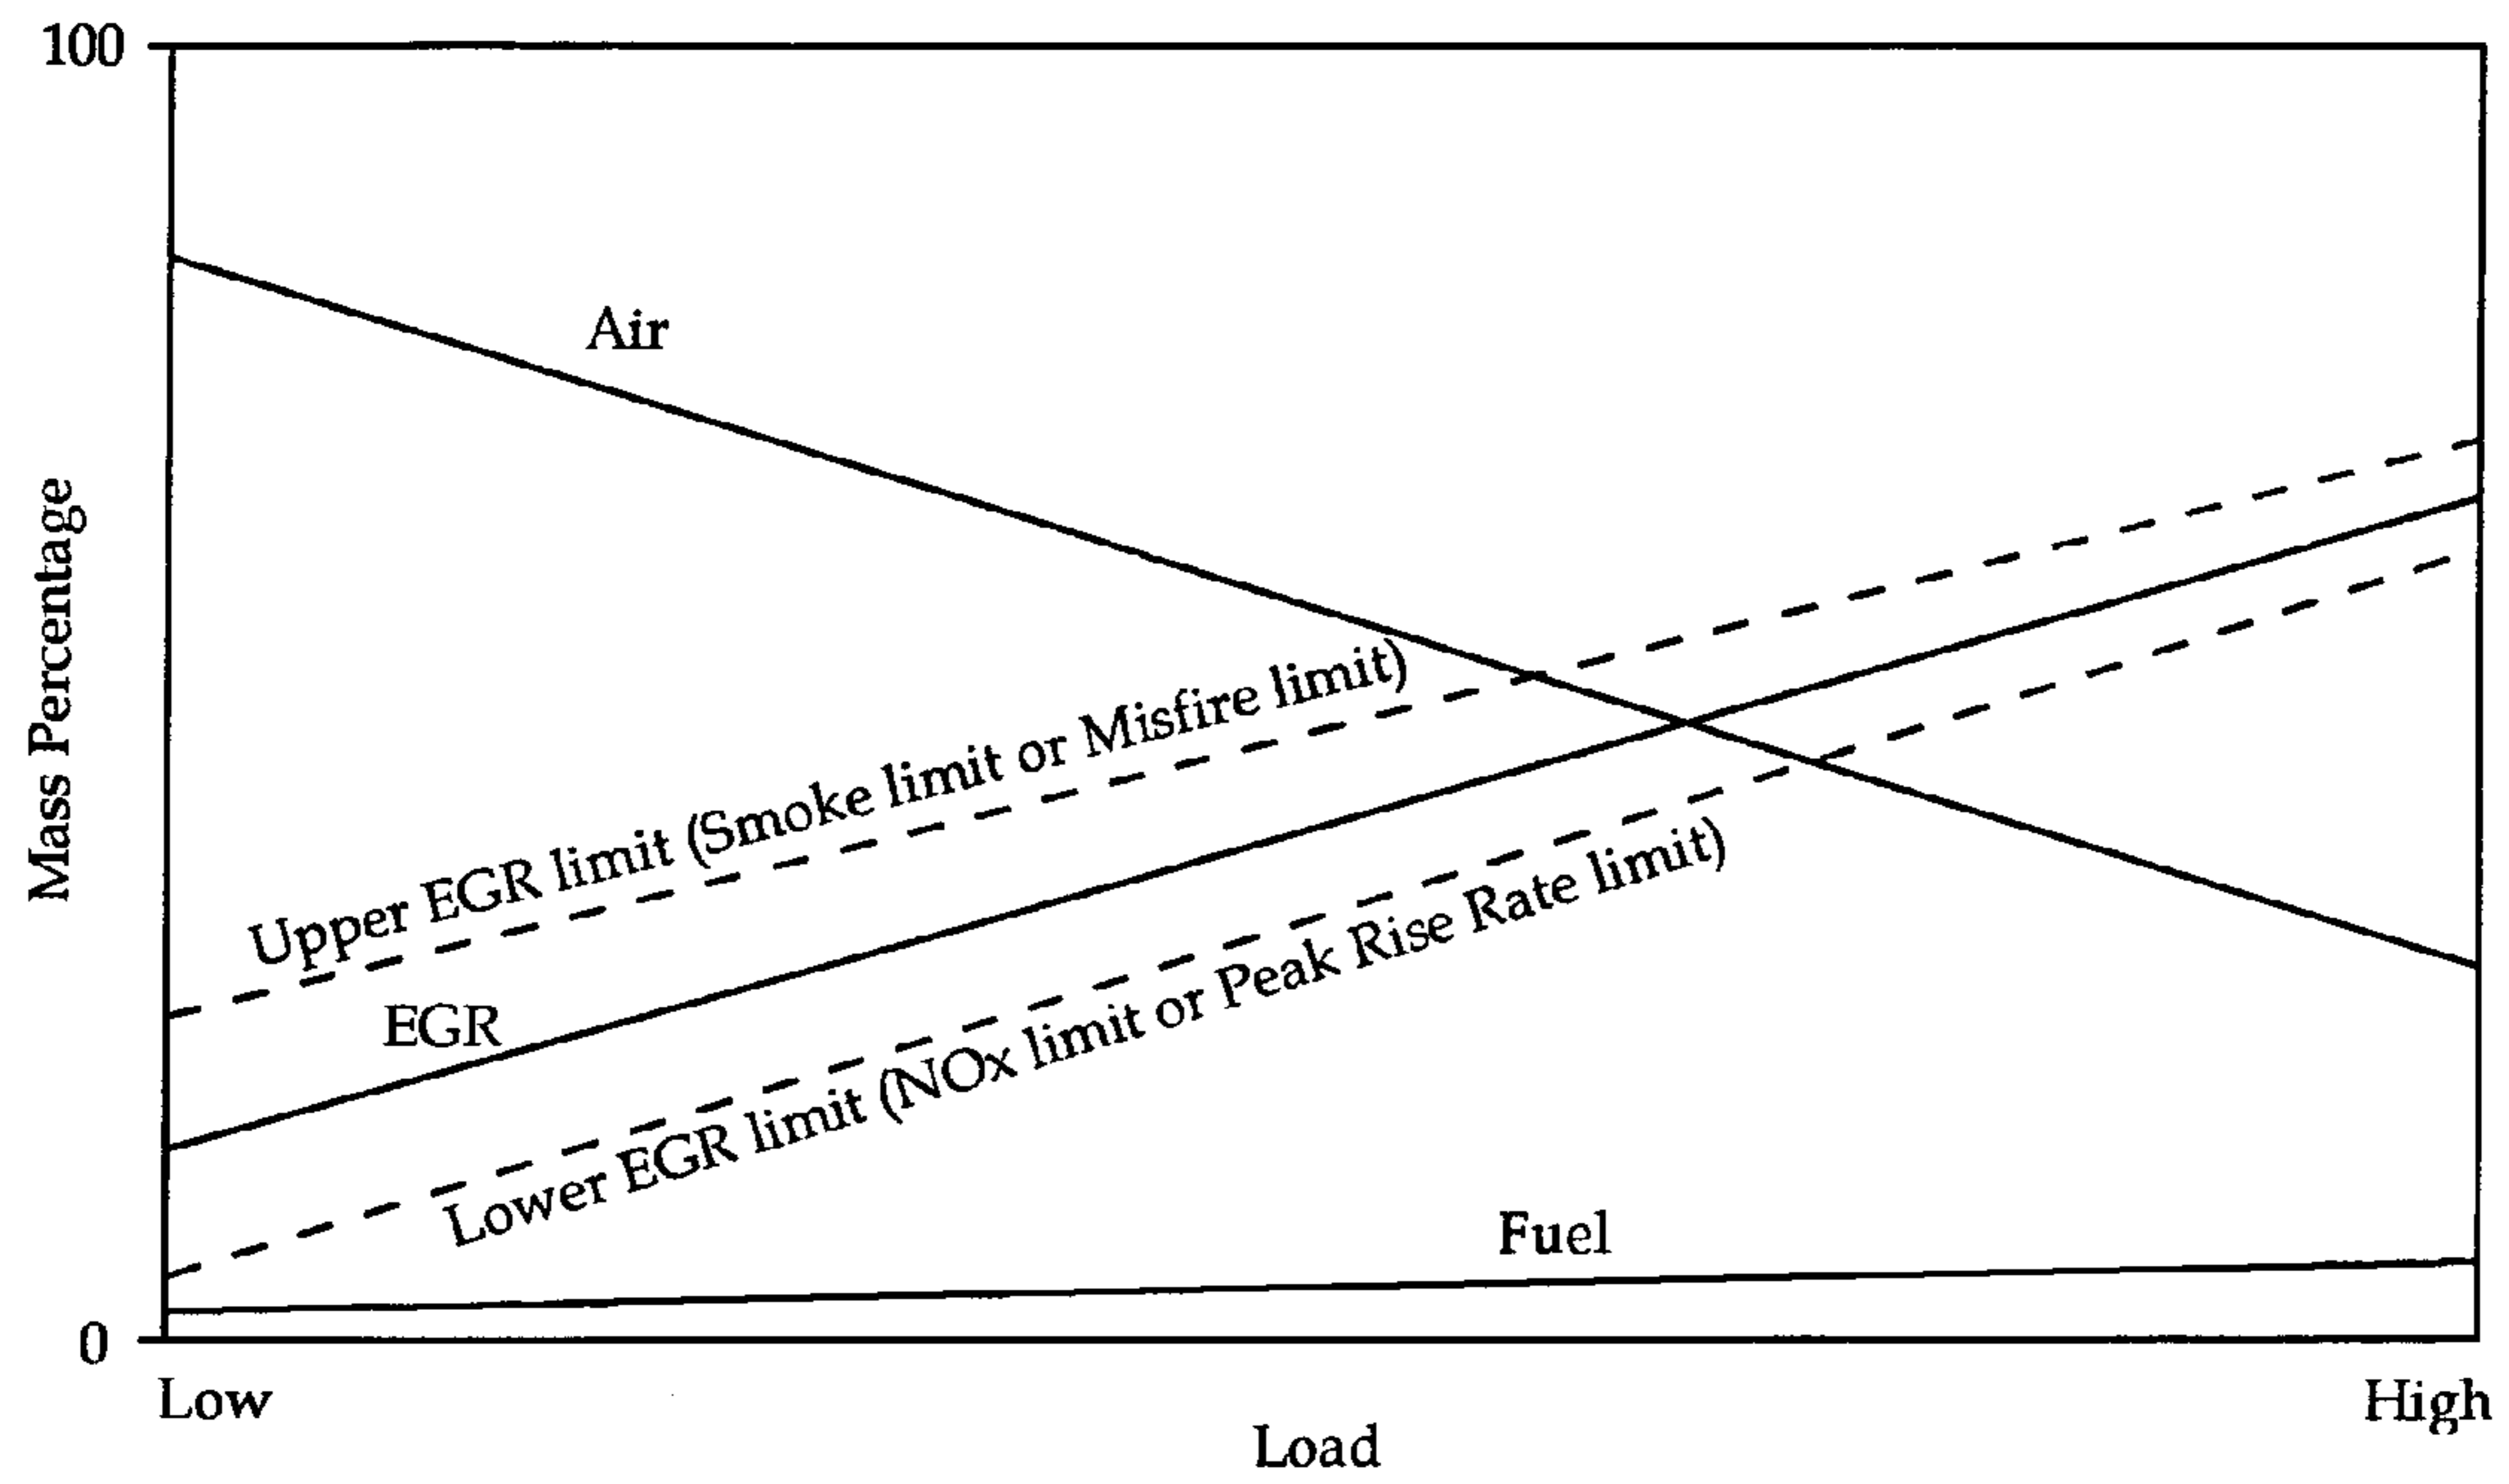 100
Air
Mass Percentage
Upper EGR limit (Smoke limit or Misfire limit)
EGR
Lower EGR limit (NOx limit or Peak Rise Rate limit)
Fuel
0
Low
High
Load